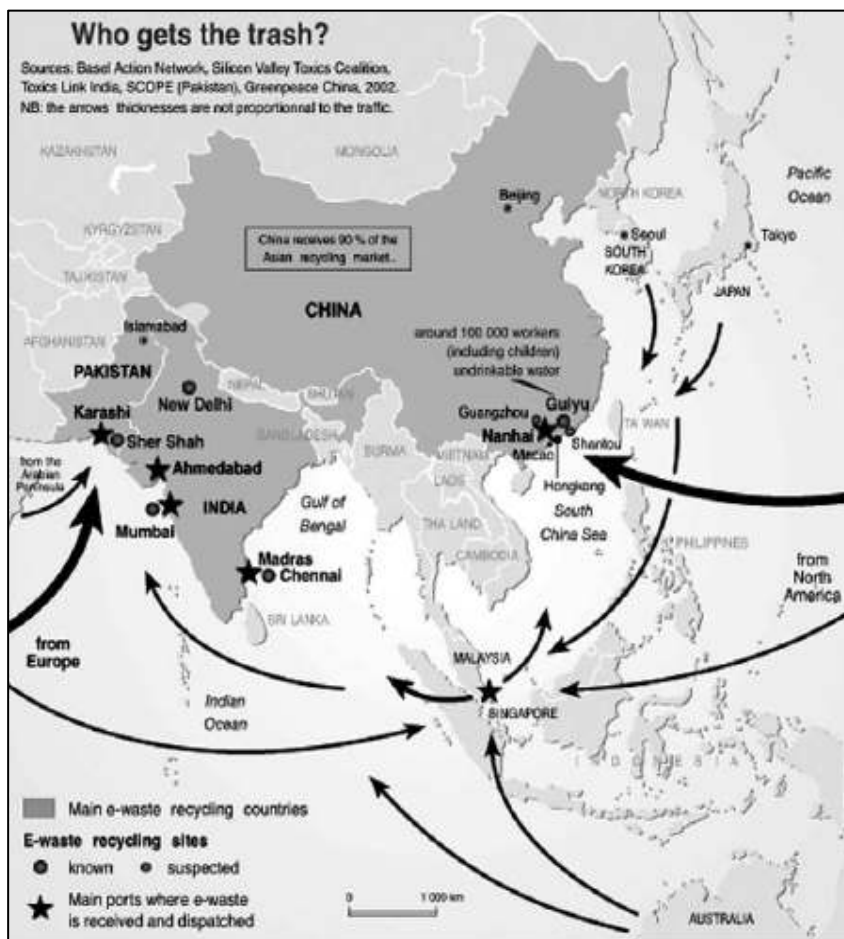 Who gets the trash?
Sources: Basel Action Network, Silicon Valley Toxics Coalition,
Toxics Link India, SCOPE (Pakistan), Greenpeace China, 2002.
NB: the arrows thicknesses are not proportionnal to the traffic.
KAZAKHSTAN
MONGOLIA
Pacific
Ocean
Beijing
NORTH KOREA
KYRGYZSTAN
Seoul
Tokyo
China receives 90 % of the
Asian recycling market..
SOUTH
KOREA
TAJIKISTAN
JAPAN
CHINA
Islamabad
AFGHANISTAN
around 100 000 workers
(including children)
undrinkable water
PAKISTAN
NEPAL
BHUTAN
New Delhi
Karashi
Guiyu
Guangzhou
TAIWAN
Sher Shah
BANGLADESH
Nanhai
Shantou
BURMA
VIETNAM
Macao
from the
Arabian
Peninsula
Ahmedabad
LAOS
Hongkong
INDIA
Gulf of
Bengal
South
China Sea
Mumbai
THAILAND
PHILIPPINES
Madras
Chennai
CAMBODIA
from
North
America
SRI LANKA
from
Europe
MALAYSIA
Indian
Ocean
SINGAPORE
INDONESIA
Main e-waste recycling countries
E-waste recycling sites
known
suspected
Main ports where e-waste
is received and dispatched
0
1 000 km
AUSTRALIA